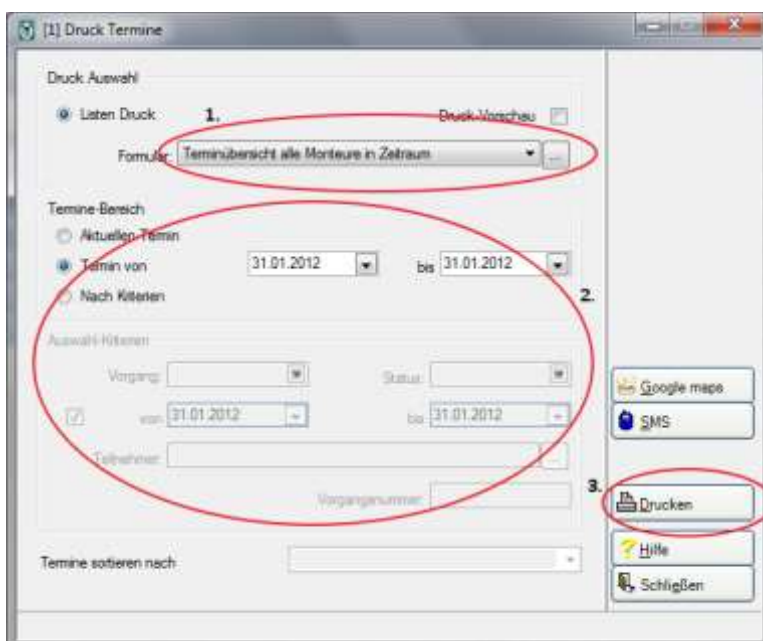 [1] Druck Termine
Druck Auswahl
Listen Druck
1.
Druck-Vorschau
Formular:
Terminübersicht alle Monteure in Zeitraum
...
Termine-Bereich
Aktuellen Termin
Termin von
31.01.2012
bis
31.01.2012
Nach Kriterien
2.
Auswahl-Kriterien
Vorgang:
Status:
von
31.01.2012
bis
31.01.2012
Teilnehmer:
...
Vorgangsnummer:
Termine sortieren nach
Google maps
SMS
3.
Drucken
Hilfe
Schließen